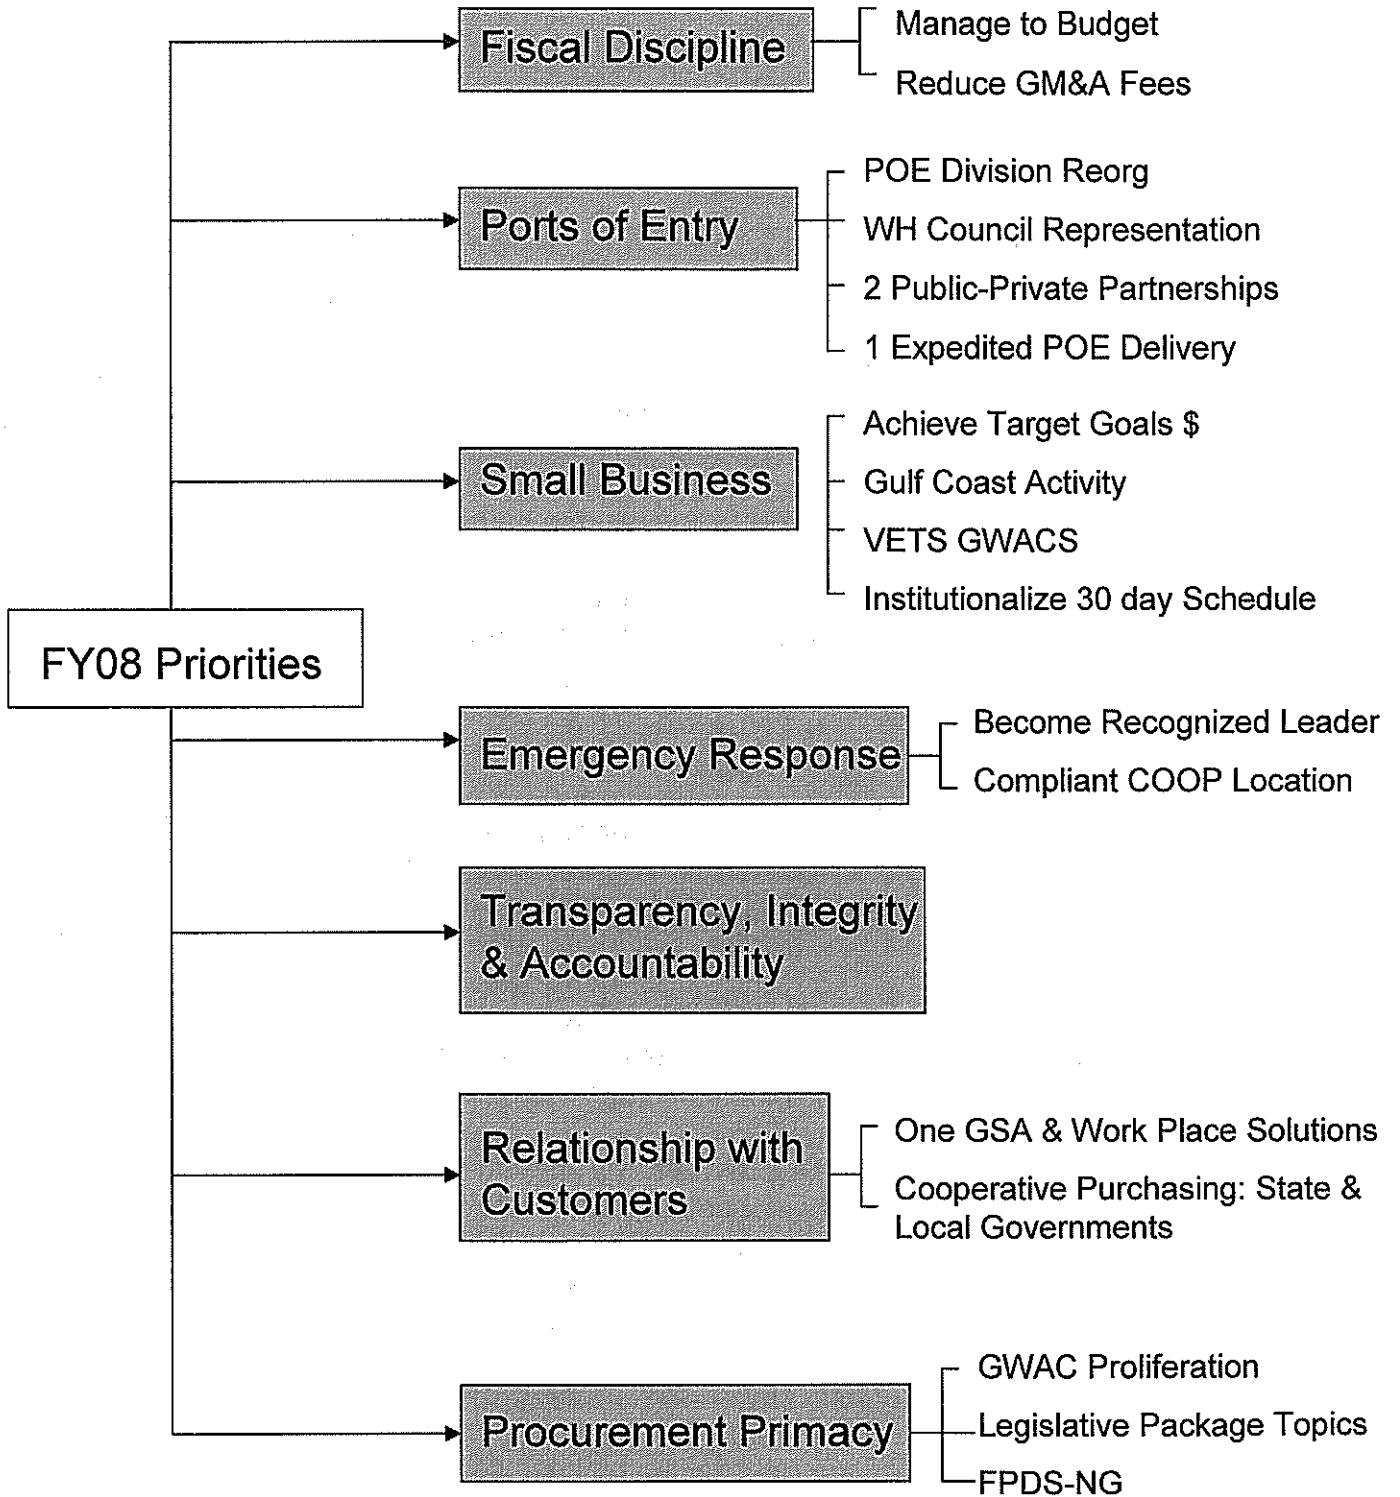 Fiscal Discipline
Manage to Budget
Reduce GM&A Fees
Ports of Entry
POE Division Reorg
WH Council Representation
2 Public-Private Partnerships
1 Expedited POE Delivery
Small Business
Achieve Target Goals $
Gulf Coast Activity
VETS GWACS
Institutionalize 30 day Schedule
FY08 Priorities
Emergency Response
Become Recognized Leader
Compliant COOP Location
Transparency, Integrity
& Accountability
Relationship with
Customers
One GSA & Work Place Solutions
Cooperative Purchasing: State &
Local Governments
Procurement Primacy
GWAC Proliferation
Legislative Package Topics
FPDS-NG